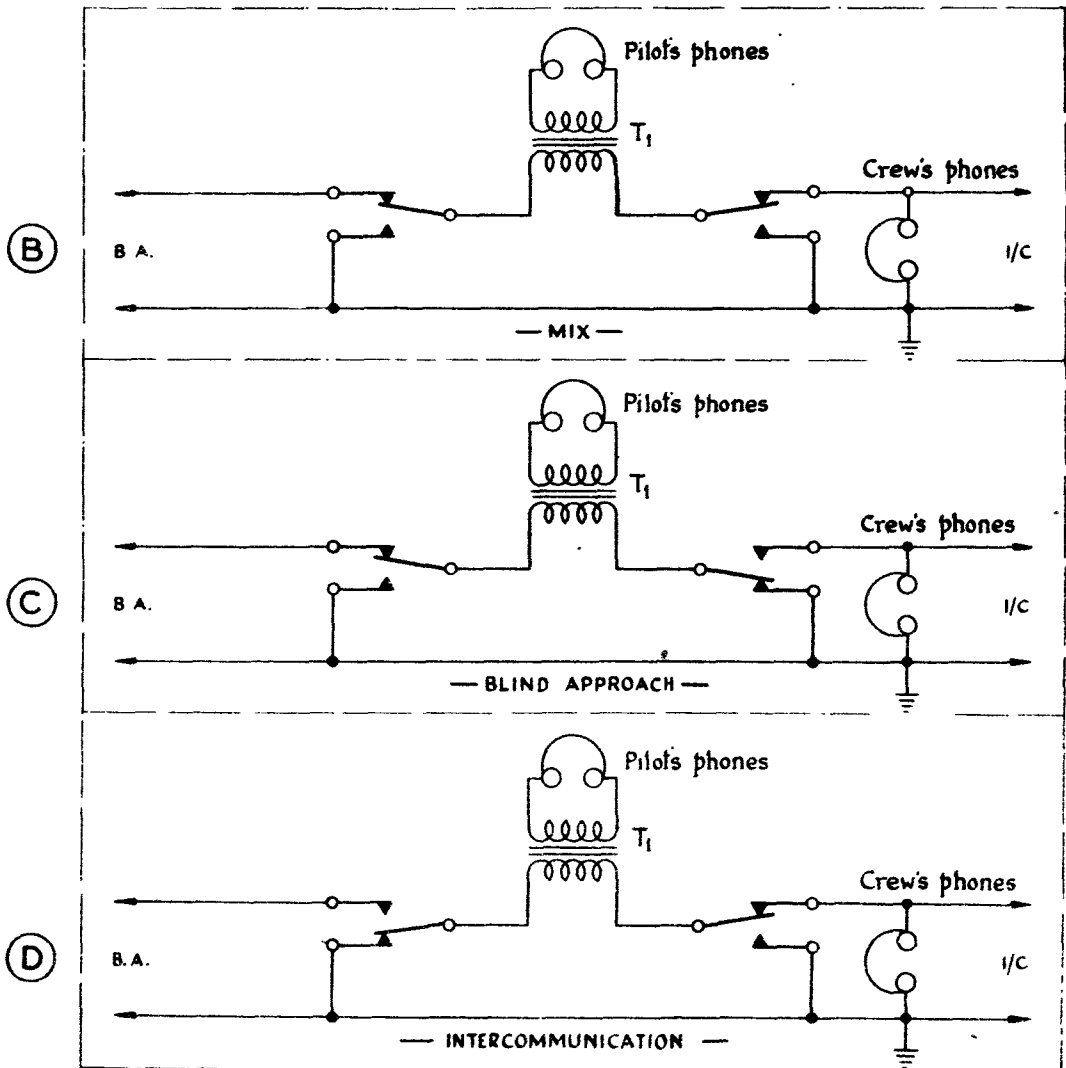 Pilot's phones
T1
Crew's phones
B
B A.
I/C
— MIX —
Pilot's phones
T1
Crew's phones
C
B A.
I/C
— BLIND APPROACH —
Pilot's phones
T1
Crew's phones
D
B.A.
I/C
— INTERCOMMUNICATION —